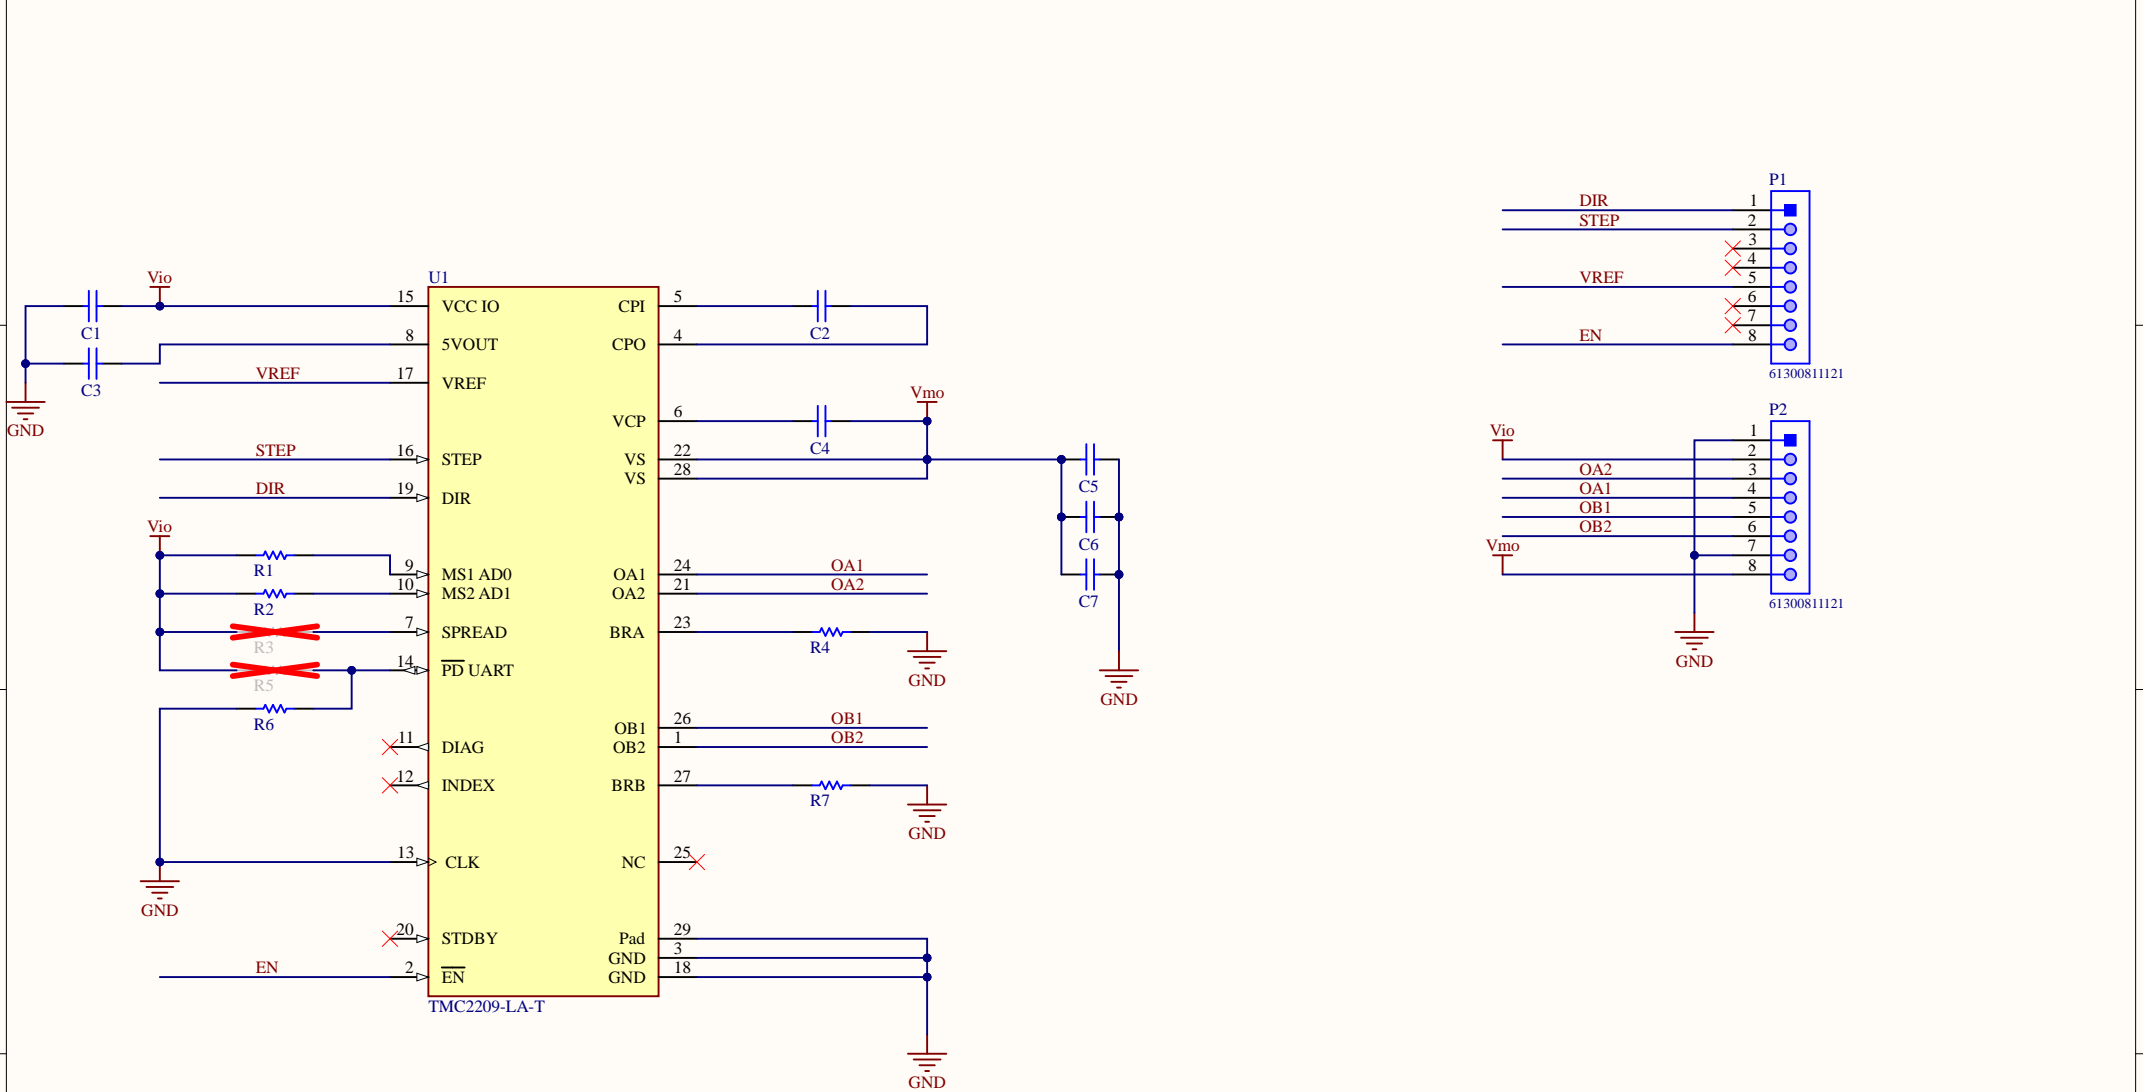 Vio
C1
C3
GND
VREF
STEP
DIR
Vio
R1
R2
R3
R5
R6
GND
EN
U1
15 VCC IO
8 5VOUT
17 VREF
16 STEP
19 DIR
9 MS1 AD0
10 MS2 AD1
7 SPREAD
14 PD UART
11 DIAG
12 INDEX
13 CLK
20 STDBY
2 EN
CPI 5
CPO 4
VCP 6
VS 22
VS 28
OA1 24
OA2 21
BRA 23
OB1 26
OB2 1
BRB 27
NC 25
Pad 29
GND 3
GND 18
TMC2209-LA-T
C2
Vmo
C4
C5
C6
C7
GND
OA1
OA2
R4
GND
OB1
OB2
R7
GND
GND
P1
DIR 1
STEP 2
3
4
VREF 5
6
7
EN 8
61300811121
P2
1
Vio 2
OA2 3
OA1 4
OB1 5
OB2 6
7
Vmo 8
61300811121
GND